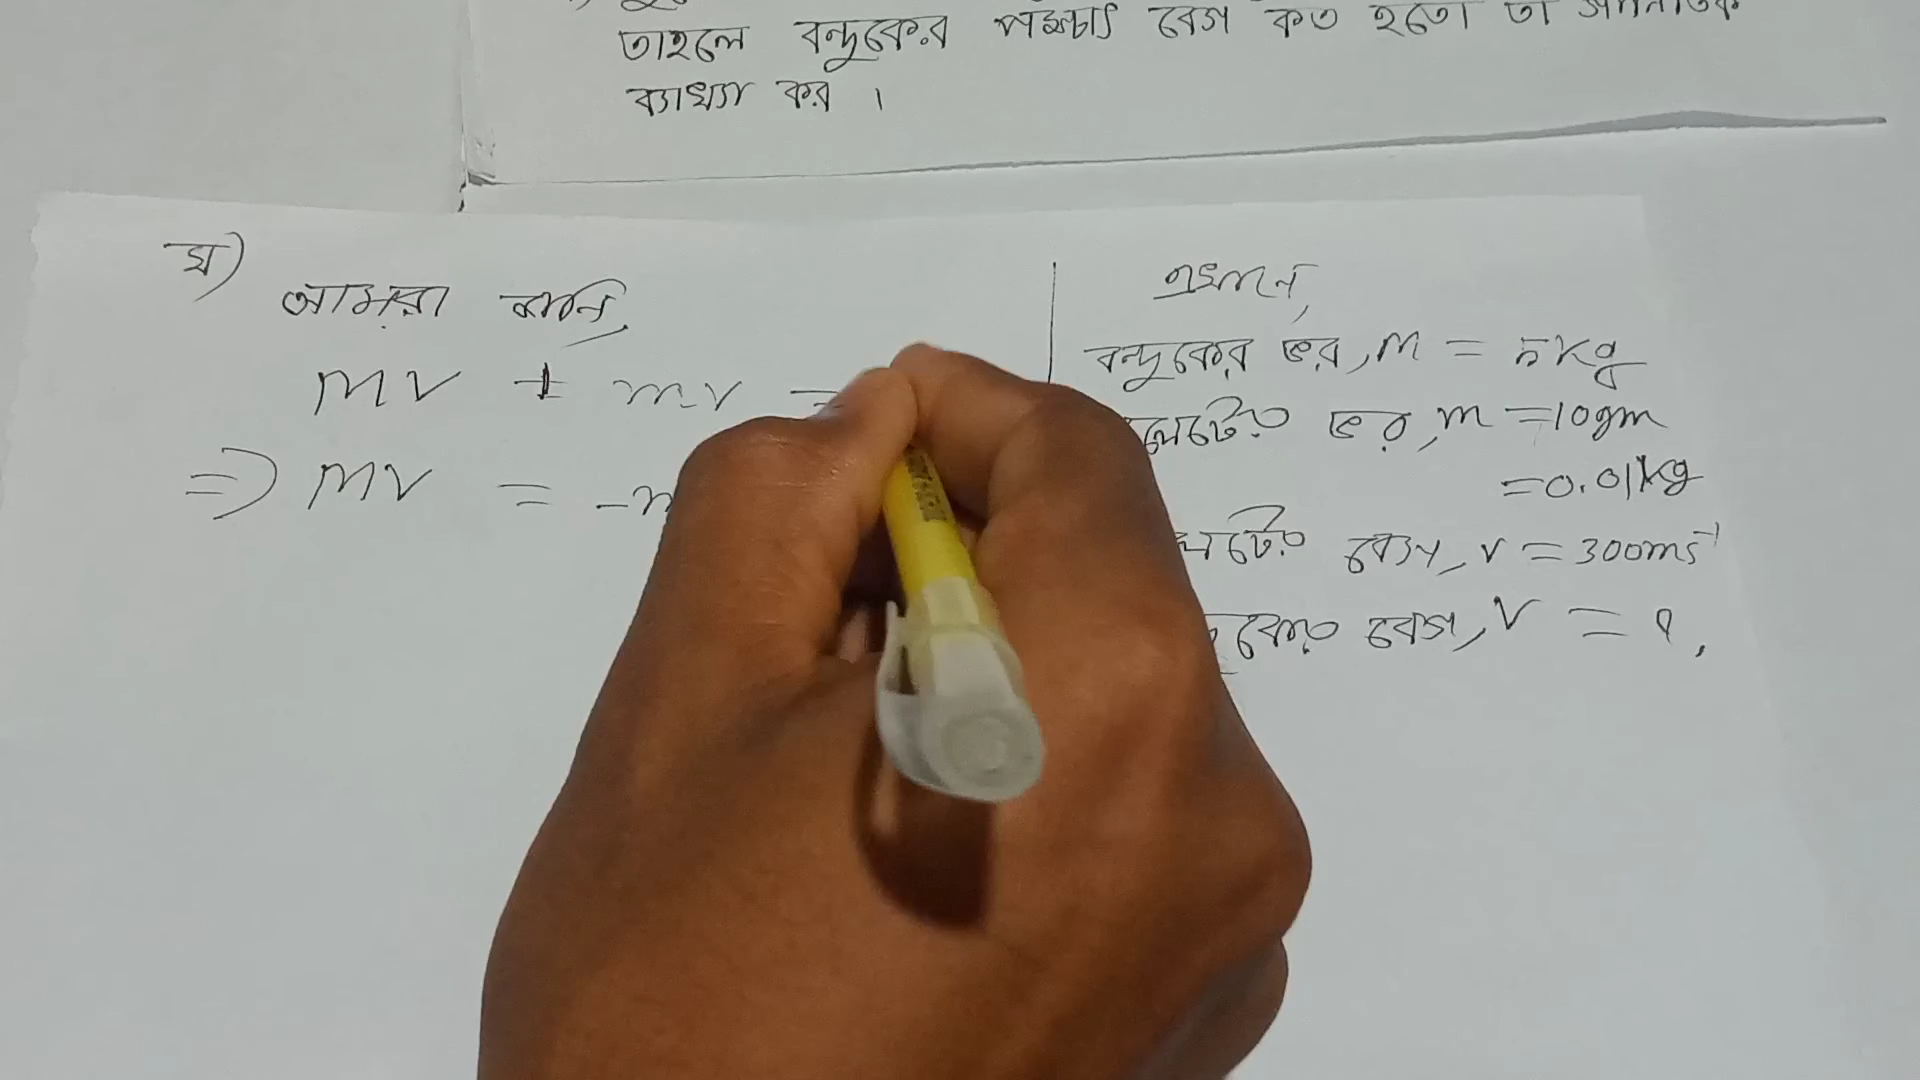 তাহলে বন্দুকের পশ্চাৎ বেগ কত হতো তা
ব্যাখ্যা কর ।
ঘ)
আমরা জানি,
MV + mv =
=> MV = -m
এখানে,
বন্দুকের ভর, M = 5kg
ভর, m = 10gm
= 0.01kg
বেগ, v = 300ms⁻¹
বেগ, V = ?